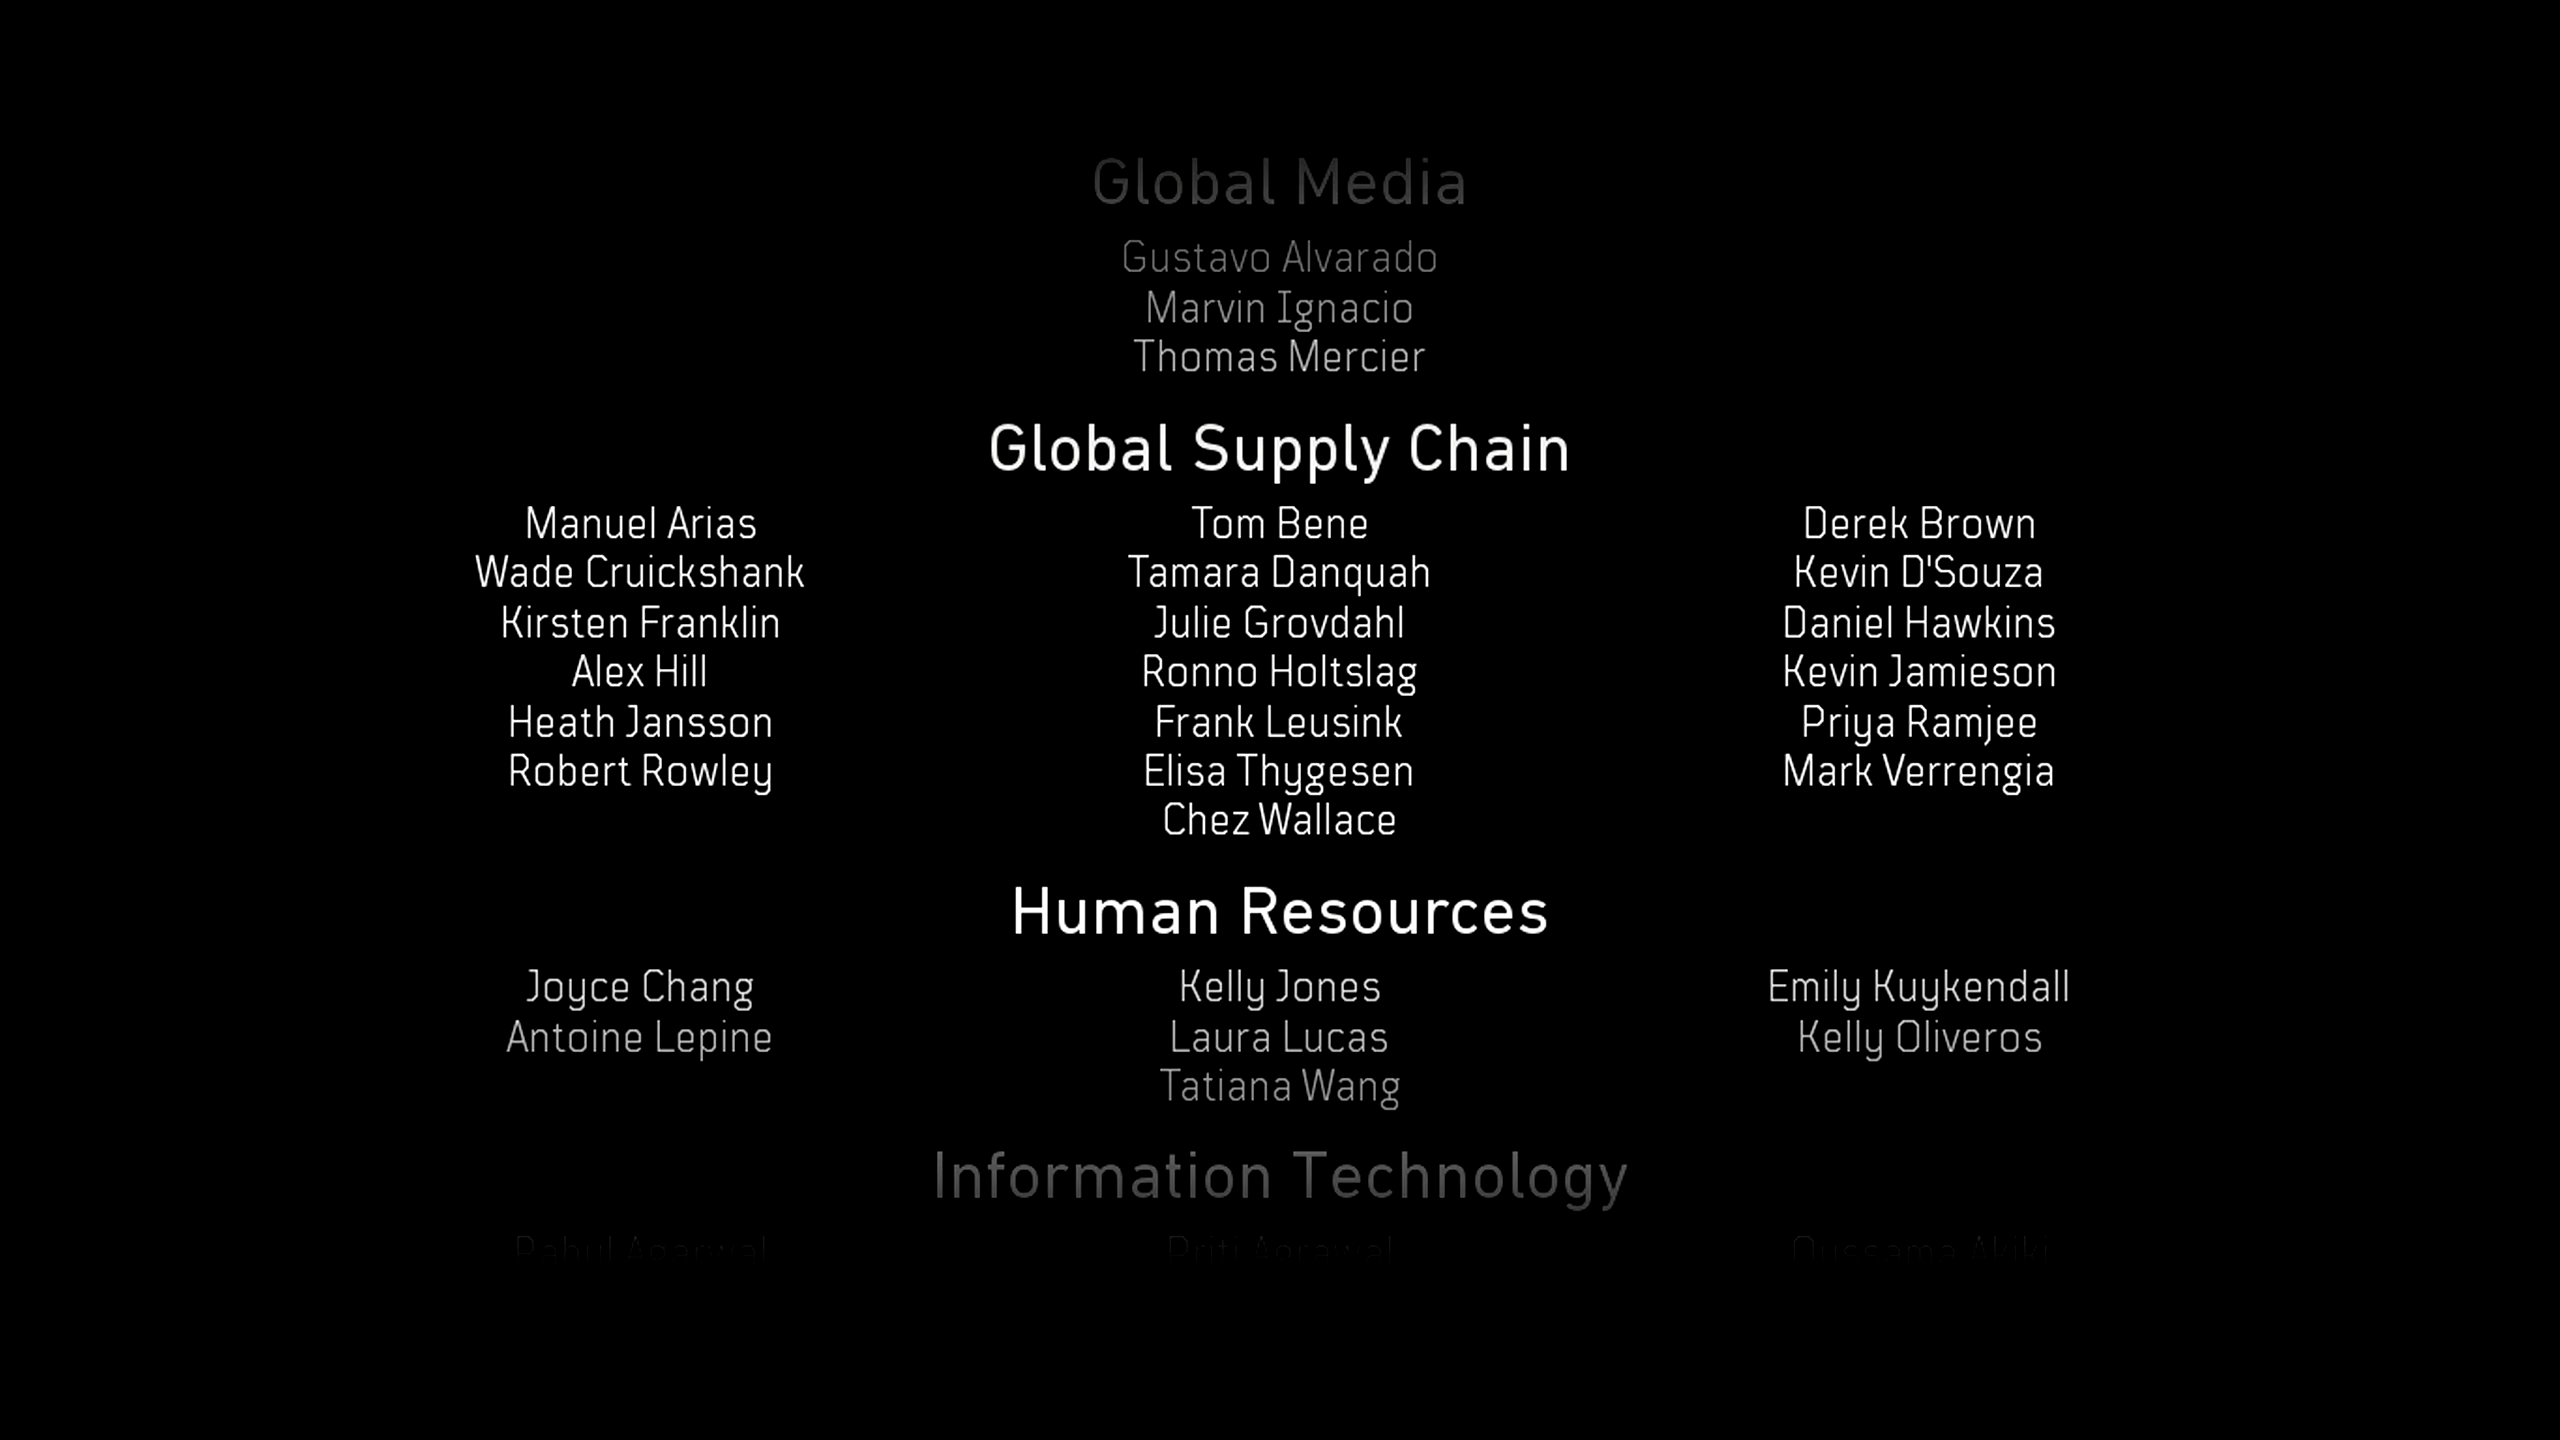 Global Media
Gustavo Alvarado
Marvin Ignacio
Thomas Mercier
Global Supply Chain
Manuel Arias Tom Bene Derek Brown
Wade Cruickshank Tamara Danquah Kevin D'Souza
Kirsten Franklin Julie Grovdahl Daniel Hawkins
Alex Hill Ronno Holtslag Kevin Jamieson
Heath Jansson Frank Leusink Priya Ramjee
Robert Rowley Elisa Thygesen Mark Verrengia
Chez Wallace
Human Resources
Joyce Chang Kelly Jones Emily Kuykendall
Antoine Lepine Laura Lucas Kelly Oliveros
Tatiana Wang
Information Technology